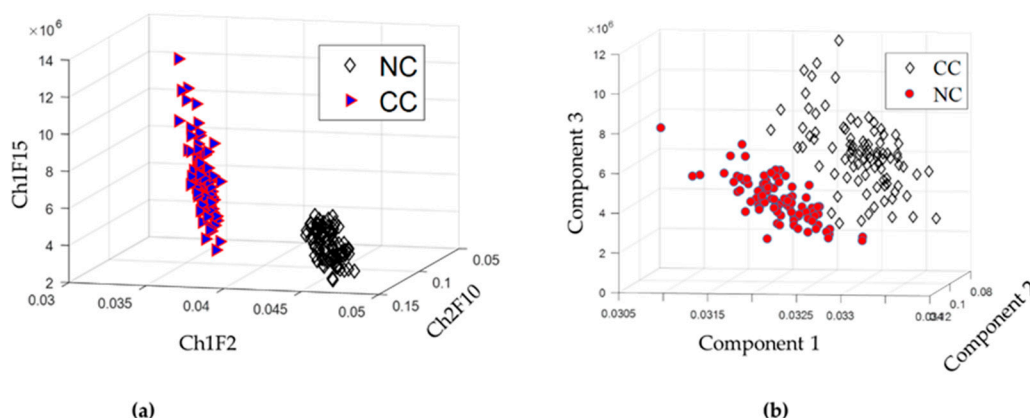 ×10⁶
14
12
10
8
6
4
2
Ch1F15
0.03
0.035
0.04
0.045
0.05
Ch1F2
0.15
0.1
0.05
Ch2F10
NC
CC
(a)
×10⁶
12
10
8
6
4
2
0
Component 3
0.0305
0.0315
0.0325
0.033
Component 1
0.1
0.08
Component 2
CC
NC
(b)